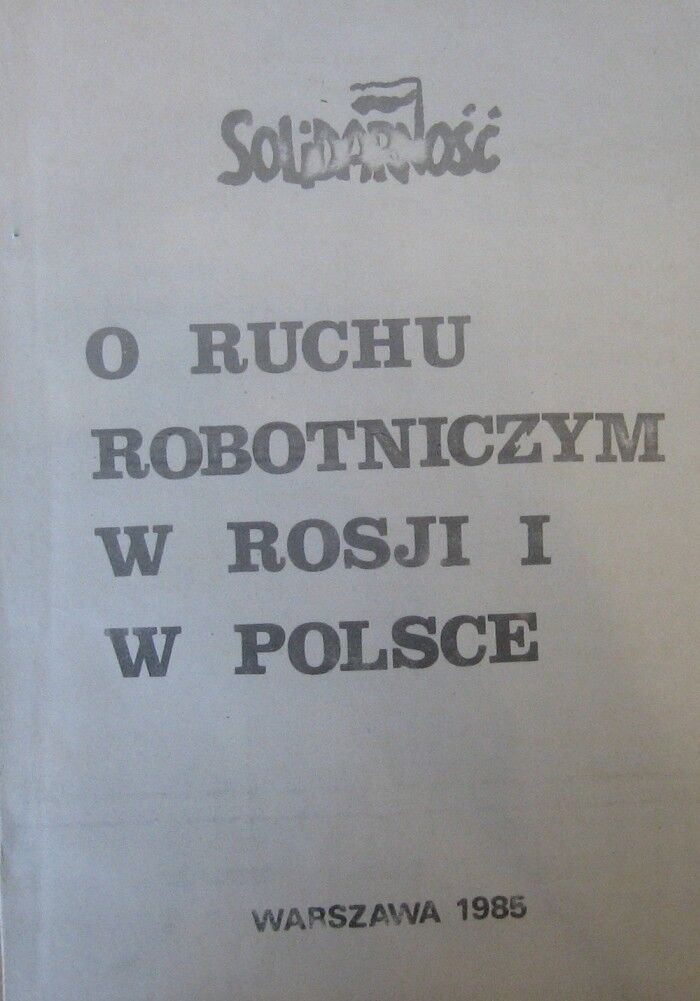 SOLiDARNOŚĆ
O RUCHU
ROBOTNICZYM
W ROSJI I
W POLSCE
WARSZAWA 1985